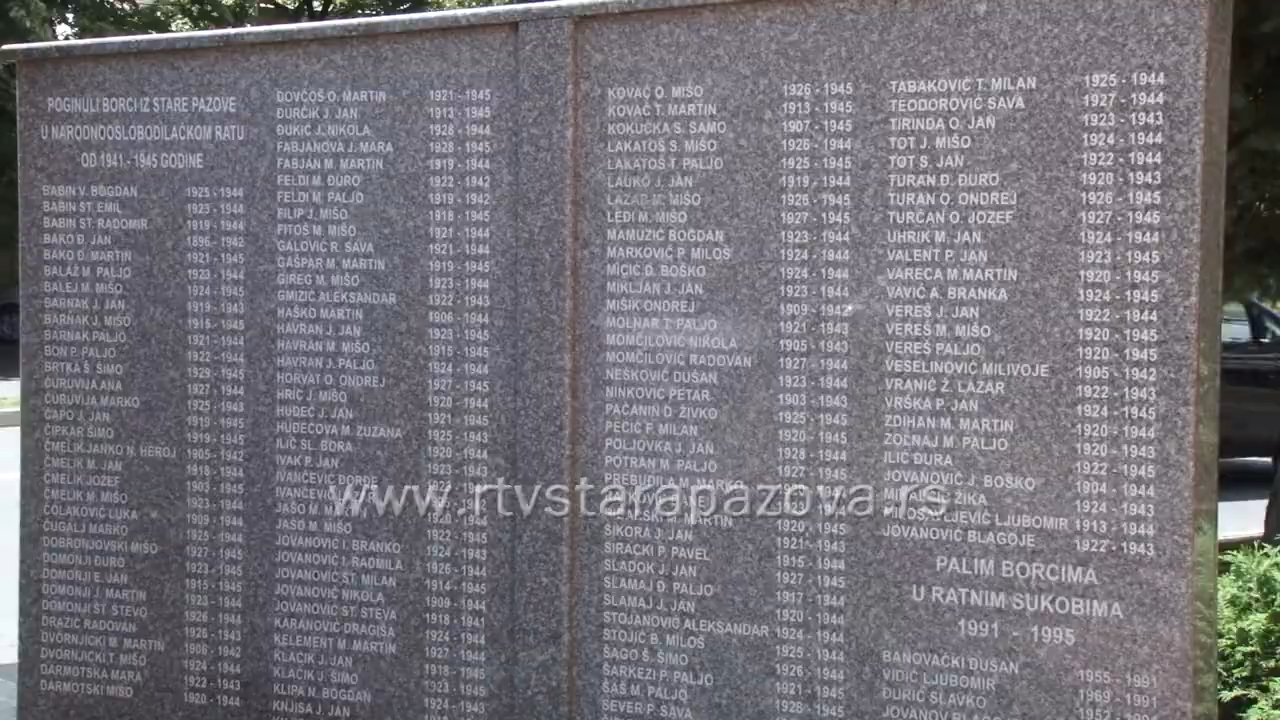 POGINULI BORCI IZ STARE PAZOVE
U NARODNOOSLOBODILAČKOM RATU
OD 1941 - 1945 GODINE
BABIN V. BOGDAN 1925 - 1944
BABIN ST. EMIL 1923 - 1944
BABIN ST. RADOMIR 1919 - 1944
BAKO Đ. JAN 1896 - 1942
BAKO Đ. MARTIN 1921 - 1945
BALÁŽ M. PALJO 1923 - 1944
BALEJ M. MIŠO 1924 - 1945
BARNAK J. JAN 1919 - 1943
BARNAK J. MIŠO 1915 - 1945
BARNAK PALJO 1921 - 1944
BON P. PALJO 1922 - 1944
BRTKA Š. ŠIMO 1929 - 1945
ĆURUVIJA ANA 1927 - 1944
ĆURUVIJA MARKO 1925 - 1943
ČAPO J. JAN 1919 - 1944
ČIPKAR ŠIMO 1919 - 1945
ČMELIK JANKO N. HEROJ 1905 - 1942
ČMELIK M. JAN 1918 - 1944
ČMELIK JOZEF 1903 - 1944
ČMELIK M. MIŠO 1923 - 1944
ČOLAKOVIĆ LUKA 1909 - 1944
ČUGALJ MARKO 1925 - 1944
DOBRONJOVSKI MIŠO 1927 - 1945
DOMONJI ĐURO 1923 - 1945
DOMONJI E. JAN 1915 - 1945
DOMONJI J. MARTIN 1923 - 1944
DOMONJI ST. STEVO 1926 - 1944
DRAZIĆ RADOVAN 1926 - 1943
DVORNJICKI M. MARTIN 1906 - 1942
DVORNJICKI T. MIŠO 1924 - 1944
DARMOTSKA MARA 1922 - 1943
DARMOTSKI MIŠO 1920 - 1944
ĐOVČOŠ O. MARTIN 1921 - 1945
ĐURČIK J. JAN 1913 - 1945
ĐUKIĆ J. NIKOLA 1928 - 1944
FABJANOVA J. MARA 1928 - 1945
FABJAN M. MARTIN 1919 - 1944
FELDI M. ĐURO 1922 - 1942
FELDI M. PALJO 1919 - 1942
FILIP J. MIŠO 1918 - 1945
FITOŠ M. MIŠO 1921 - 1944
GALOVIĆ R. SAVA 1921 - 1944
GAŠPAR M. MARTIN 1919 - 1945
GIREG M. MIŠO 1923 - 1944
GMIZIĆ ALEKSANDAR 1922 - 1943
HAŠKO MARTIN 1906 - 1944
HAVRAN J. JAN 1923 - 1945
HAVRAN M. MIŠO 1915 - 1945
HAVRAN J. PALJO 1924 - 1944
HORVAT O. ONDREJ 1927 - 1945
HRIC J. MIŠO 1920 - 1944
HUDEC J. JAN 1921 - 1945
HUDECOVA M. ZUZANA 1925 - 1943
ILIĆ SL. BORA 1920 - 1944
IVAK P. JAN 1923 - 1943
IVANČEVIĆ ĐORĐE
IVANČEVIĆ
JAŠO M.
JAŠO M. MIŠO 1922 - 1945
JOVANOVIĆ I. BRANKO 1924 - 1943
JOVANOVIĆ I. RADMILA 1926 - 1944
JOVANOVIĆ ST. MILAN 1914 - 1945
JOVANOVIĆ NIKOLA 1909 - 1944
JOVANOVIĆ ST. STEVA 1918 - 1941
KARANOVIĆ DRAGIŠA 1924 - 1944
KELEMENT M. MARTIN 1927 - 1944
KLAČIK J. JAN 1918 - 1945
KLAČIK J. ŠIMO 1923 - 1945
KLIPA N. BOGDAN 1924 - 1944
KNJISA J. JAN
KOVAČ O. MIŠO 1926 - 1945
KOVAČ T. MARTIN 1913 - 1945
KOKUČKA S. SAMO 1907 - 1945
LAKATOŠ S. MIŠO 1926 - 1944
LAKATOŠ T. PALJO 1925 - 1945
LAUKO J. JAN 1919 - 1944
LAZAR M. MIŠO 1926 - 1945
LEĐI M. MIŠO 1927 - 1945
MAMUZIĆ BOGDAN 1923 - 1944
MARKOVIĆ P. MILOŠ 1924 - 1944
MIČIĆ D. BOŠKO 1924 - 1944
MIKLJAN J. JAN 1923 - 1944
MIŠIK ONDREJ 1909 - 1942
MOLNAR T. PALJO 1921 - 1943
MOMČILOVIĆ NIKOLA 1905 - 1943
MOMČILOVIĆ RADOVAN 1927 - 1944
NEŠKOVIĆ DUŠAN 1923 - 1944
NINKOVIĆ PETAR 1903 - 1943
PAĆANIN D. ŽIVKO 1925 - 1945
PEČIĆ F. MILAN 1920 - 1945
POLJOVKA J. JAN 1928 - 1944
POTRAN M. PALJO 1927 - 1945
PREBUDILA M. MARKO
MARTIN 1920 - 1945
SIKORA J. JAN 1921 - 1943
SIRACKI P. PAVEL 1915 - 1944
SLADOK J. JAN 1927 - 1945
SLAMAJ Đ. PALJO 1917 - 1944
SLAMAJ J. JAN 1920 - 1944
STOJANOVIĆ ALEKSANDAR 1924 - 1944
STOJIĆ B. MILOŠ 1925 - 1944
ŠAGO Š. ŠIMO 1926 - 1944
ŠARKEZI P. PALJO 1921 - 1945
ŠÁŠ M. PALJO 1928 - 1945
ŠEVER P. SAVA
TABAKOVIĆ T. MILAN 1925 - 1944
TEODOROVIĆ SAVA 1927 - 1944
TIRINDA O. JAN 1923 - 1943
TOT J. MIŠO 1924 - 1944
TOT S. JAN 1922 - 1944
TURAN Đ. ĐURO 1920 - 1943
TURAN O. ONDREJ 1926 - 1945
TURČAN O. JOZEF 1927 - 1945
UHRIK M. JAN 1924 - 1944
VALENT P. JAN 1923 - 1945
VAREČA M. MARTIN 1920 - 1945
VAVIĆ A. BRANKA 1924 - 1945
VEREŠ J. JAN 1922 - 1944
VEREŠ M. MIŠO 1920 - 1945
VEREŠ PALJO 1920 - 1945
VESELINOVIĆ MILIVOJE 1905 - 1942
VRANIĆ Ž. LAZAR 1922 - 1943
VRŠKA P. JAN 1924 - 1945
ZDIHAN M. MARTIN 1920 - 1944
ZOLNAJ M. PALJO 1920 - 1943
ILIĆ ĐURA 1922 - 1945
JOVANOVIĆ J. BOŠKO 1904 - 1944
ŽIKA 1924 - 1943
LJUBOMIR 1913 - 1944
JOVANOVIĆ BLAGOJE 1922 - 1943
PALIM BORCIMA
U RATNIM SUKOBIMA
1991 - 1995
BANOVAČKI DUŠAN 1955 - 1991
VIDIĆ LJUBOMIR 1969 - 1991
ĐURIĆ SLAVKO
JOVANOV BLAGOJE
www.rtvstarapazova.rs